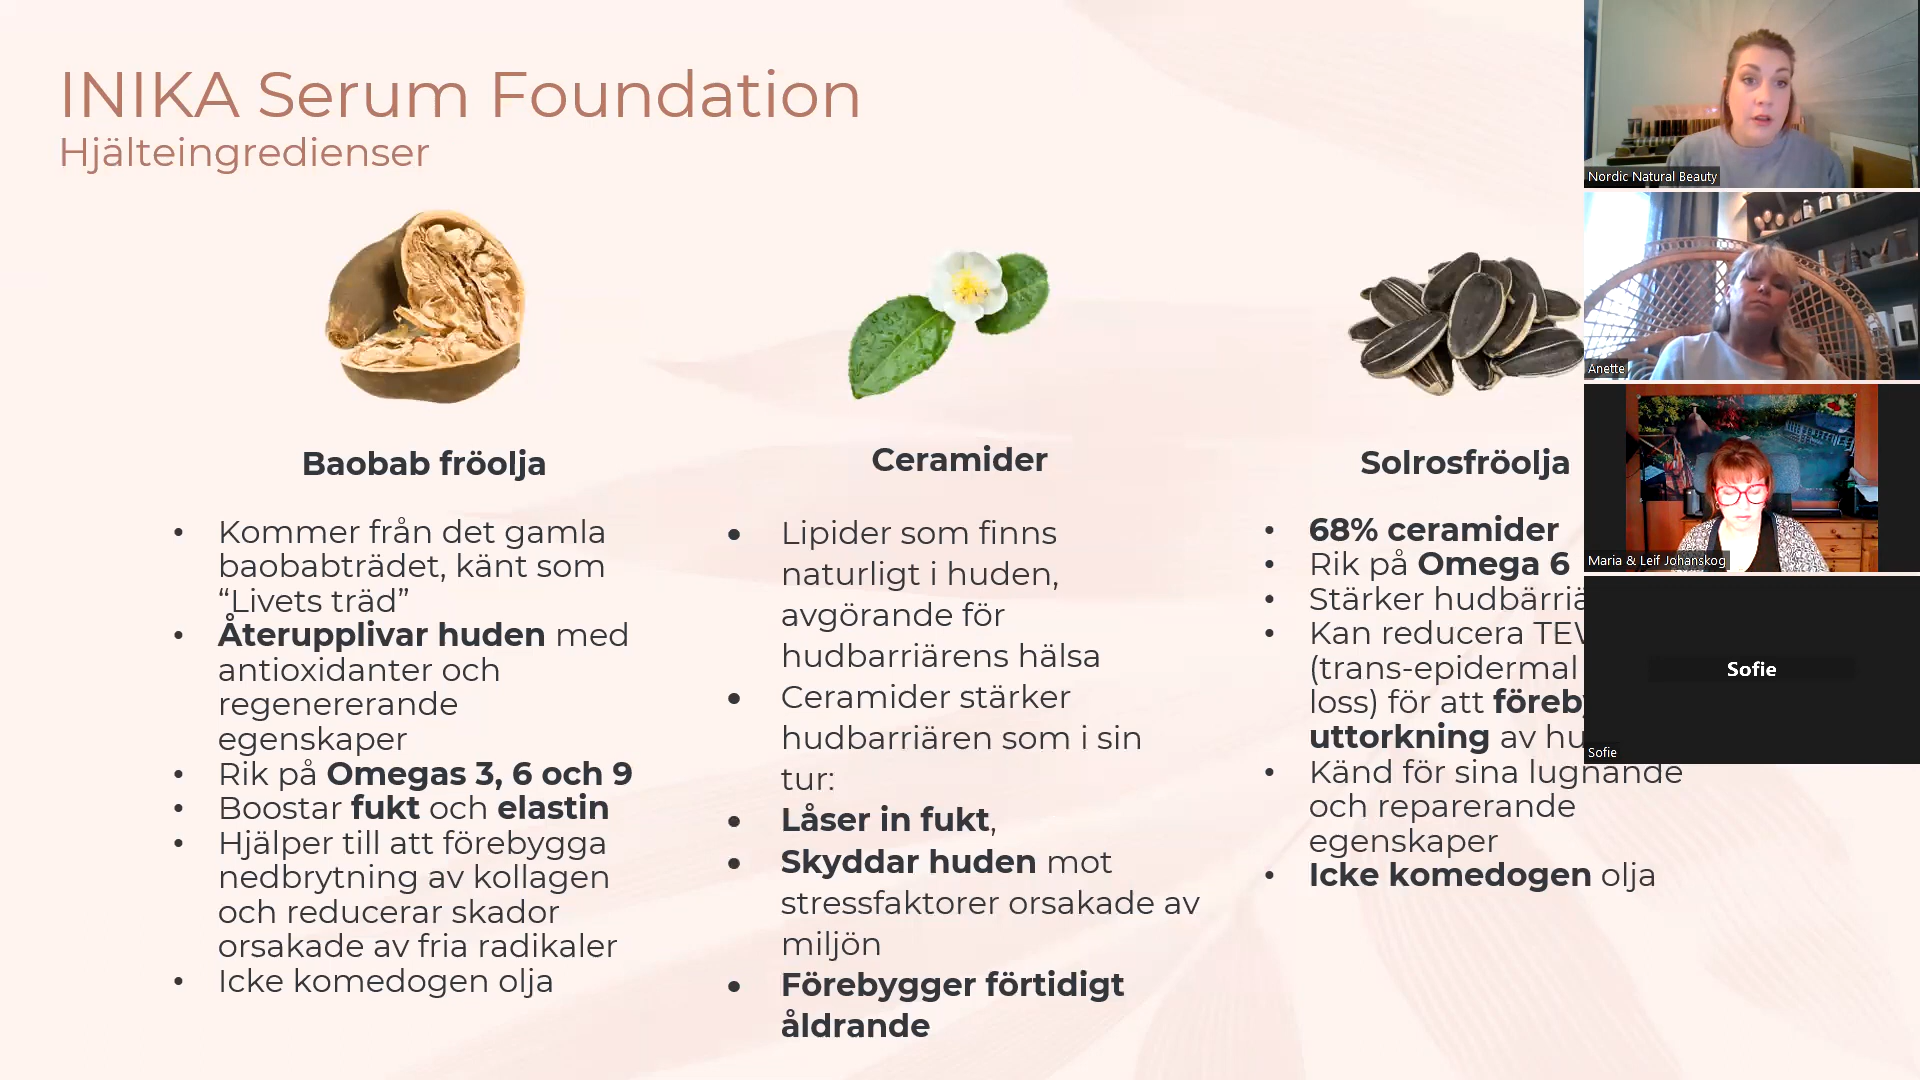 INIKA Serum Foundation
Hjälteingredienser
Baobab fröolja
• Kommer från det gamla
baobabträdet, känt som
“Livets träd”
• Återupplivar huden med
antioxidanter och
regenererande
egenskaper
• Rik på Omegas 3, 6 och 9
• Boostar fukt och elastin
• Hjälper till att förebygga
nedbrytning av kollagen
och reducerar skador
orsakade av fria radikaler
• Icke komedogen olja
Ceramider
• Lipider som finns
naturligt i huden,
avgörande för
hudbarriärens hälsa
• Ceramider stärker
hudbarriären som i sin
tur:
• Låser in fukt,
• Skyddar huden mot
stressfaktorer orsakade av
miljön
• Förebygger förtidigt
åldrande
Solrosfröolja
• 68% ceramider
• Rik på Omega 6
• Stärker
• Kan reducera
(trans-epidermal
loss) för att
uttorkning av
• Känd för sina lugnande
och reparerande
egenskaper
• Icke komedogen olja
Nordic Natural Beauty
Anette
Maria & Leif Johanskog
Sofie
Sofie